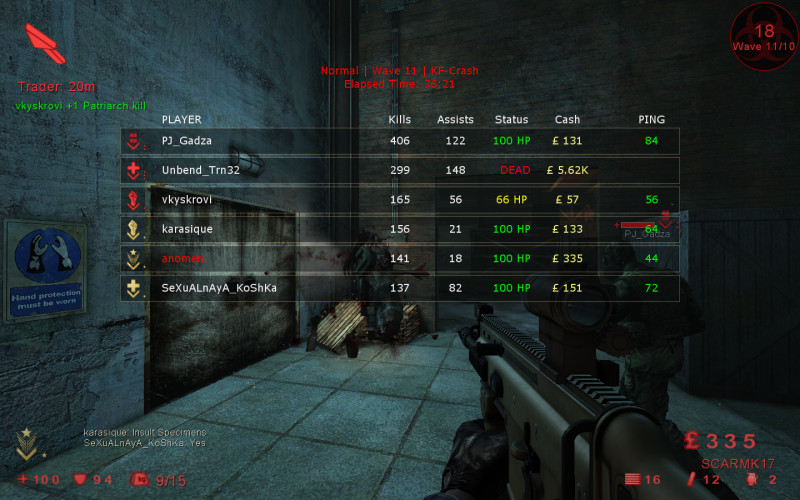 18
Wave 11/10
Trader: 20m
vkyskrovi +1 Patriarch kill
Normal | Wave 11 | KF-Crash
Elapsed Time: 36:21
PLAYER Kills Assists Status Cash PING
PJ_Gadza 406 122 100 HP £ 131 84
Unbend_Trn32 299 148 DEAD £ 5.62K
vkyskrovi 165 56 66 HP £ 57 56
karasique 156 21 100 HP £ 133 64
anomen 141 18 100 HP £ 335 44
SeXuALnAyA_KoShKa 137 82 100 HP £ 151 72
PJ_Gadza
Hand protection
must be worn
karasique: Insult Specimens
SeXuALnAyA_KoShKa: Yes
£335
SCARMK17
+100 94 9/15 16 12 2